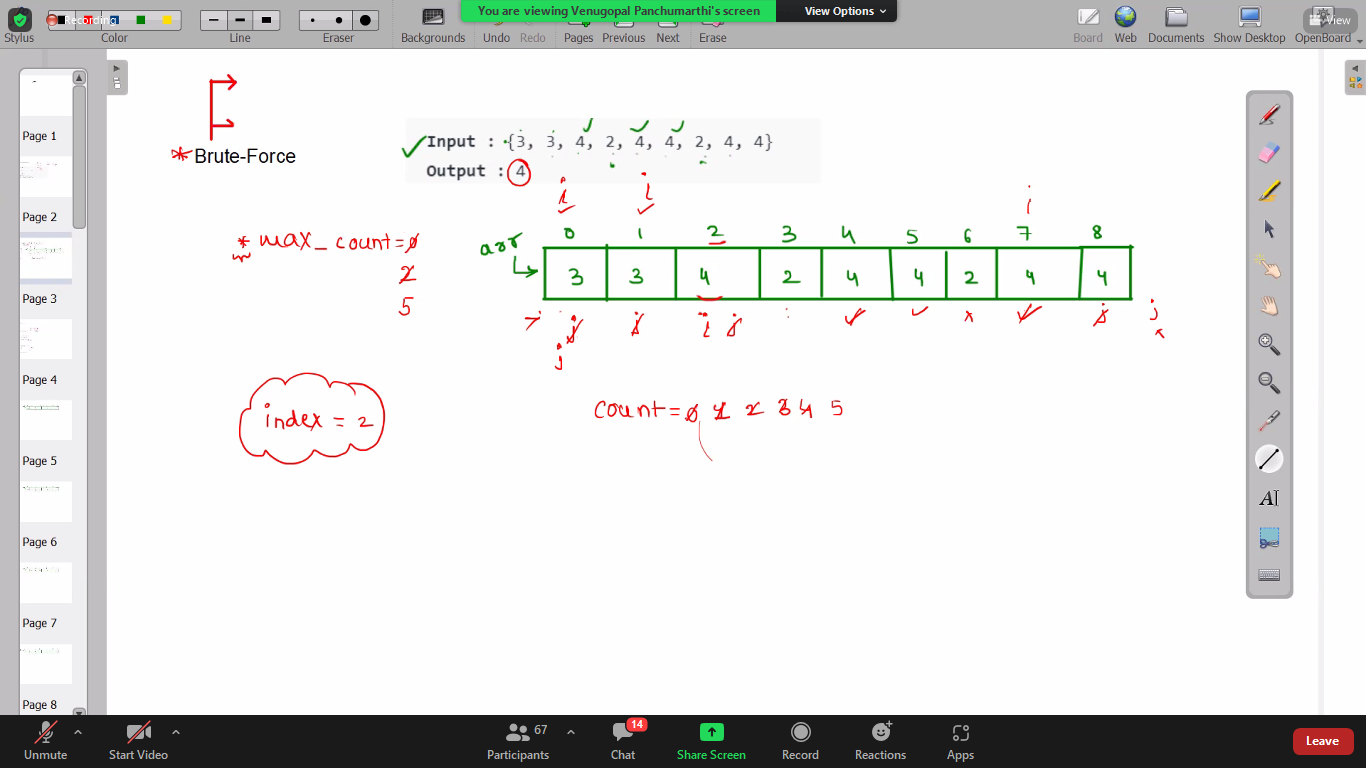 You are viewing Venugopal Panchumarthi's screen
View Options
Recording
View
Stylus
Color
Line
Eraser
Backgrounds
Undo
Redo
Pages
Previous
Next
Erase
Board
Web
Documents
Show Desktop
OpenBoard
Page 1
Page 2
Page 3
Page 4
Page 5
Page 6
Page 7
Page 8
* Brute-Force
Input : {3, 3, 4, 2, 4, 4, 2, 4, 4}
Output : 4
i i i
* max_count=0
2
5
arr
0 1 2 3 4 5 6 7 8
3 3 4 2 4 4 2 4 4
j j i j j j
j
index = 2
count = 0 1 2 3 4 5
AI
Unmute
Start Video
67
Participants
14
Chat
Share Screen
Record
Reactions
Apps
Leave